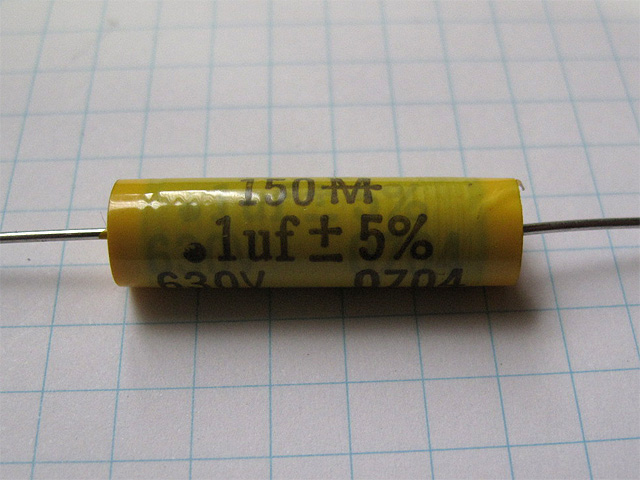 150-M-
.1uf ± 5%
630V 0704